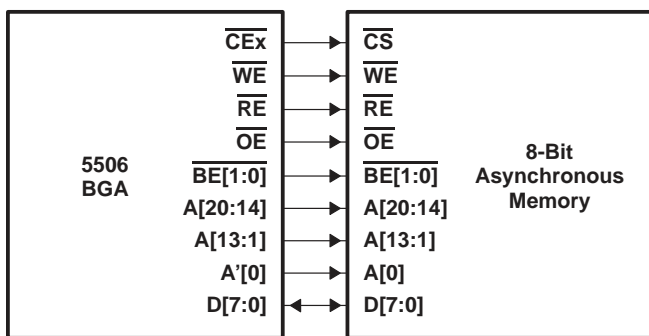 CEx CS
WE WE
RE RE
OE OE
5506
BGA
BE[1:0] BE[1:0]
8-Bit
Asynchronous
Memory
A[20:14] A[20:14]
A[13:1] A[13:1]
A'[0] A[0]
D[7:0] D[7:0]